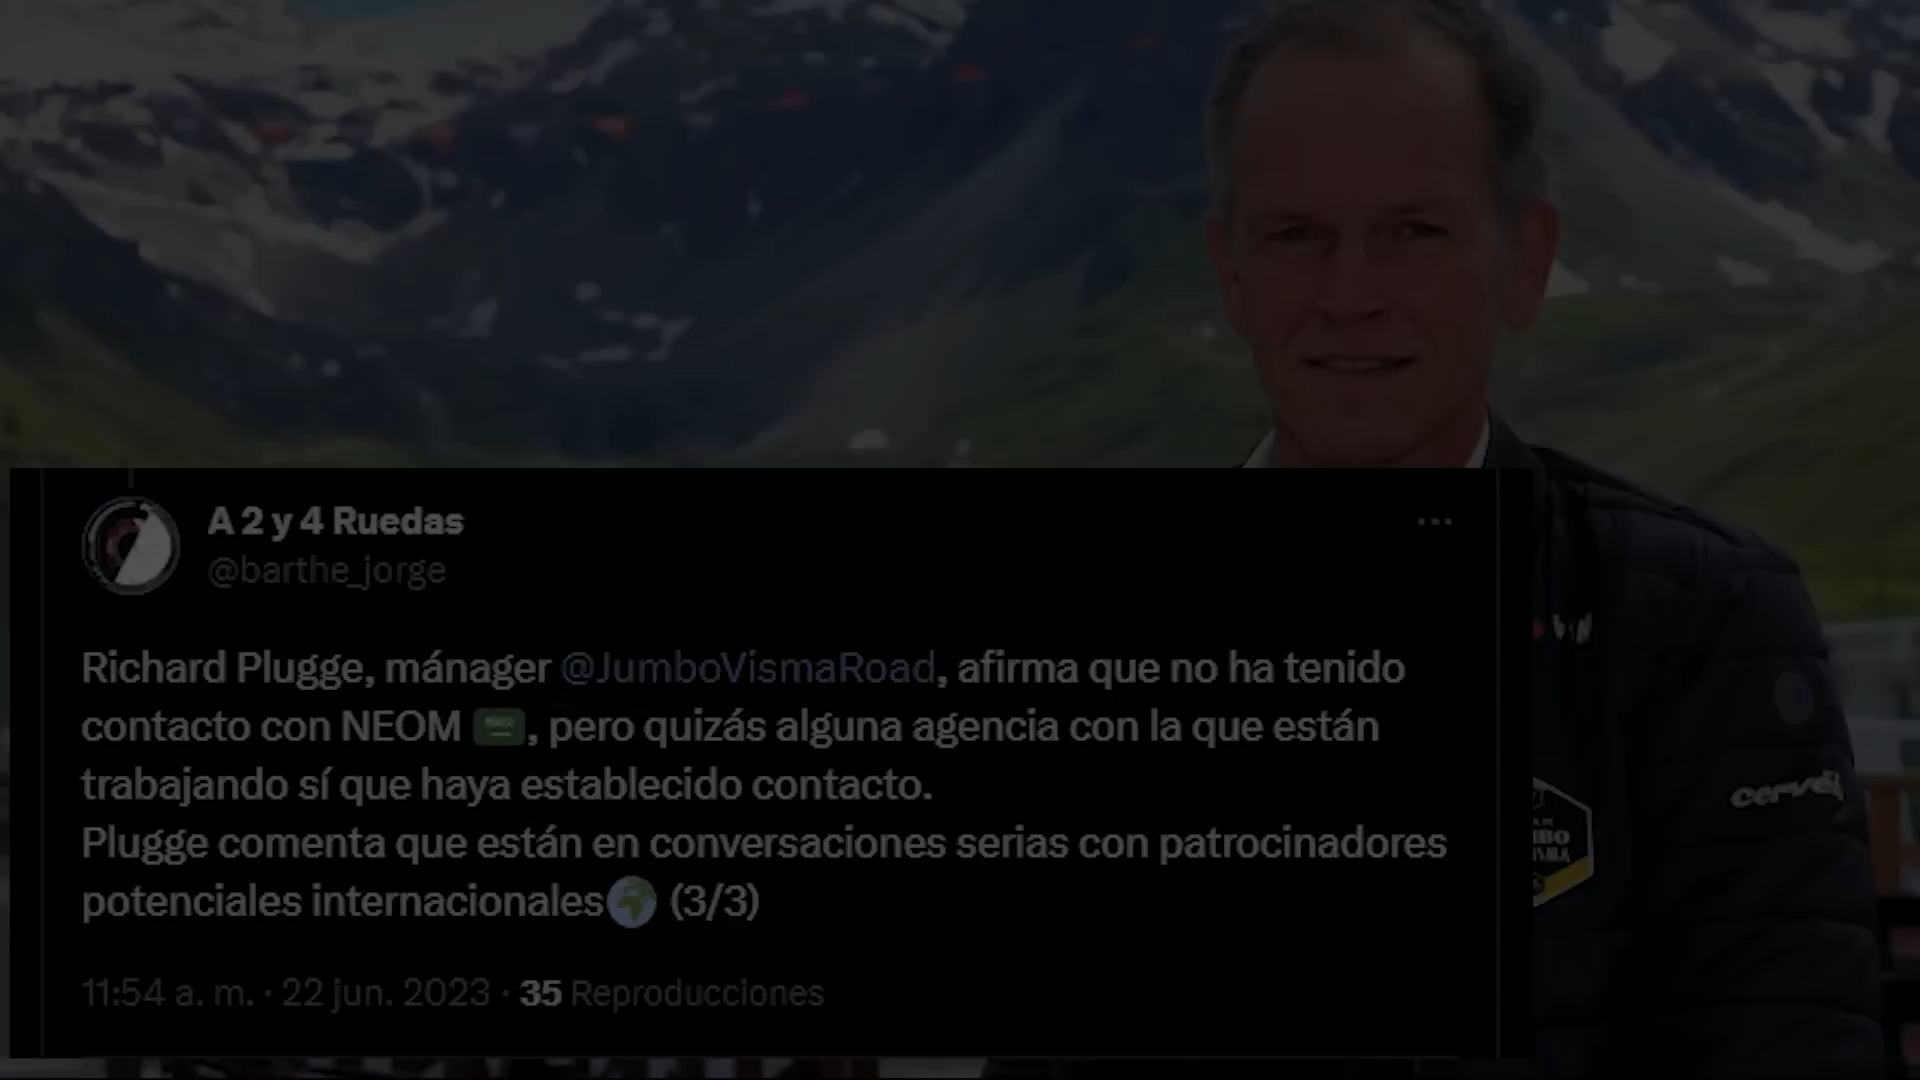 A 2 y 4 Ruedas
@barthe_jorge
Richard Plugge, mánager @JumboVismaRoad, afirma que no ha tenido
contacto con NEOM 🇸🇦, pero quizás alguna agencia con la que están
trabajando sí que haya establecido contacto.
Plugge comenta que están en conversaciones serias con patrocinadores
potenciales internacionales🌍 (3/3)
11:54 a. m. · 22 jun. 2023 · 35 Reproducciones